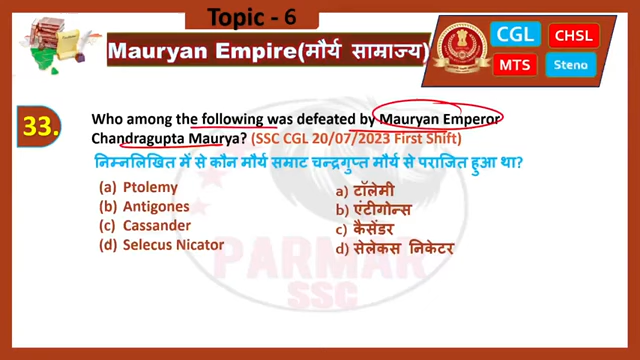 Topic - 6
Mauryan Empire(मौर्य साम्राज्य)
CGL
CHSL
MTS
Steno
33.
Who among the following was defeated by Mauryan Emperor
Chandragupta Maurya? (SSC CGL 20/07/2023 First Shift)
निम्नलिखित में से कौन मौर्य सम्राट चन्द्रगुप्त मौर्य से पराजित हुआ था?
(a) Ptolemy
(b) Antigones
(c) Cassander
(d) Selecus Nicator
a) टॉलेमी
b) एंटीगोन्स
c) कैसेंडर
d) सेलेकस निकेटर
PARMAR
SSC